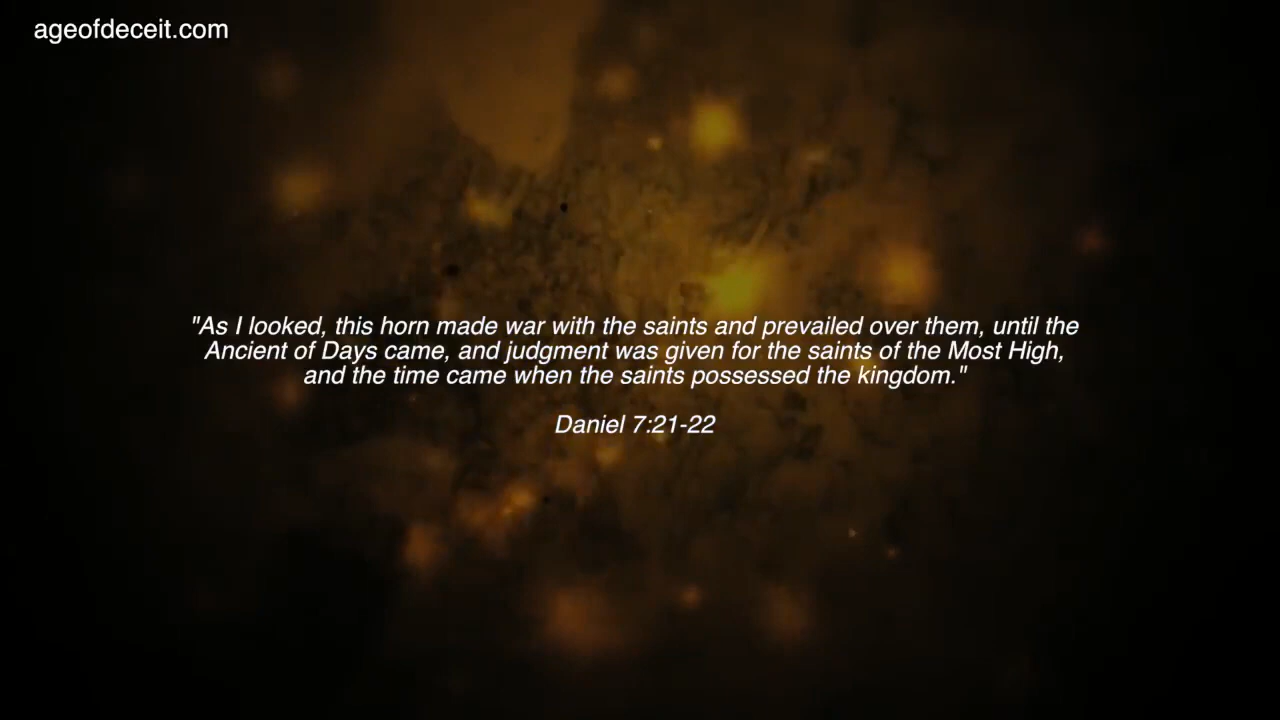 ageofdeceit.com
"As I looked, this horn made war with the saints and prevailed over them, until the
Ancient of Days came, and judgment was given for the saints of the Most High,
and the time came when the saints possessed the kingdom."
Daniel 7:21-22